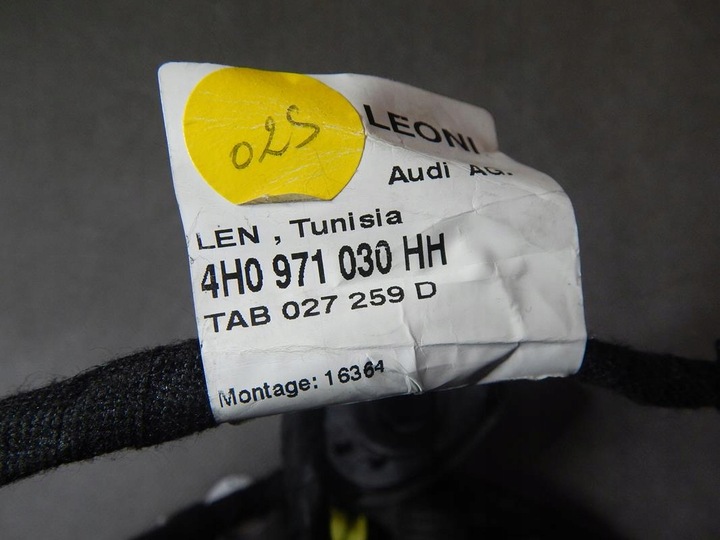 025
LEONI
Audi AG.
LEN , Tunisia
4H0 971 030 HH
TAB 027 259 D
Montage: 16364